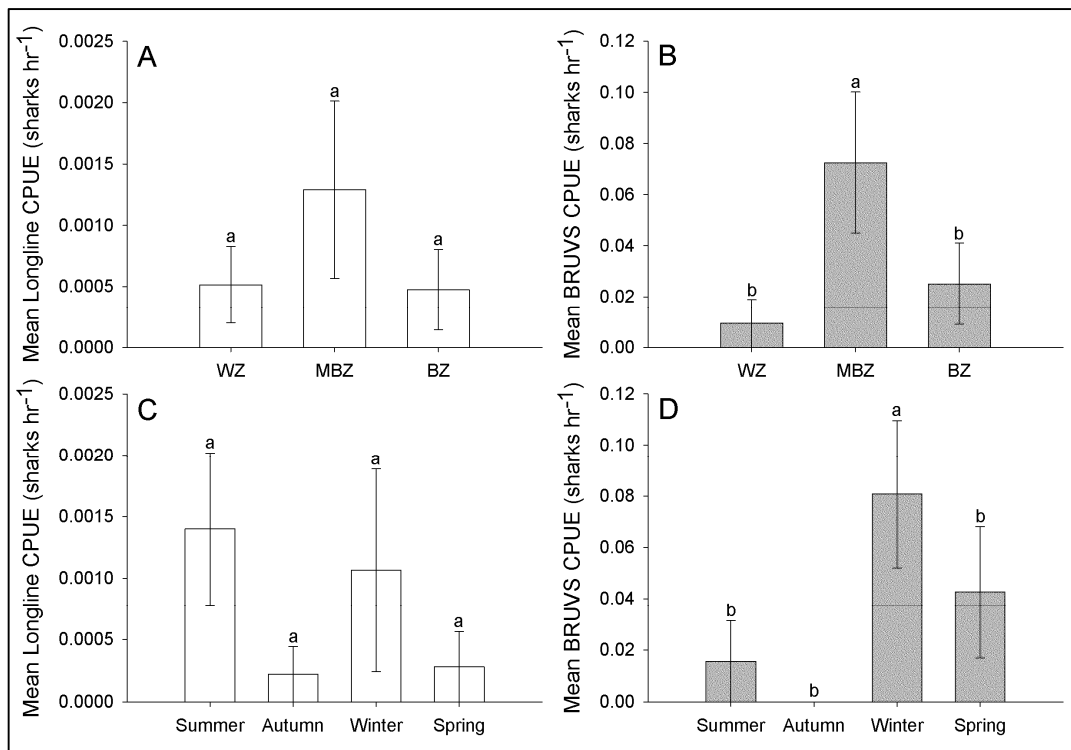 A
Mean Longline CPUE (sharks hr-1)
0.0025
0.0020
0.0015
0.0010
0.0005
0.0000
a
a
a
WZ MBZ BZ
B
Mean BRUVS CPUE (sharks hr-1)
0.12
0.10
0.08
0.06
0.04
0.02
0.00
b
a
b
WZ MBZ BZ
C
Mean Longline CPUE (sharks hr-1)
0.0025
0.0020
0.0015
0.0010
0.0005
0.0000
a
a
a
a
Summer Autumn Winter Spring
D
Mean BRUVS CPUE (sharks hr-1)
0.12
0.10
0.08
0.06
0.04
0.02
0.00
b
b
a
b
Summer Autumn Winter Spring